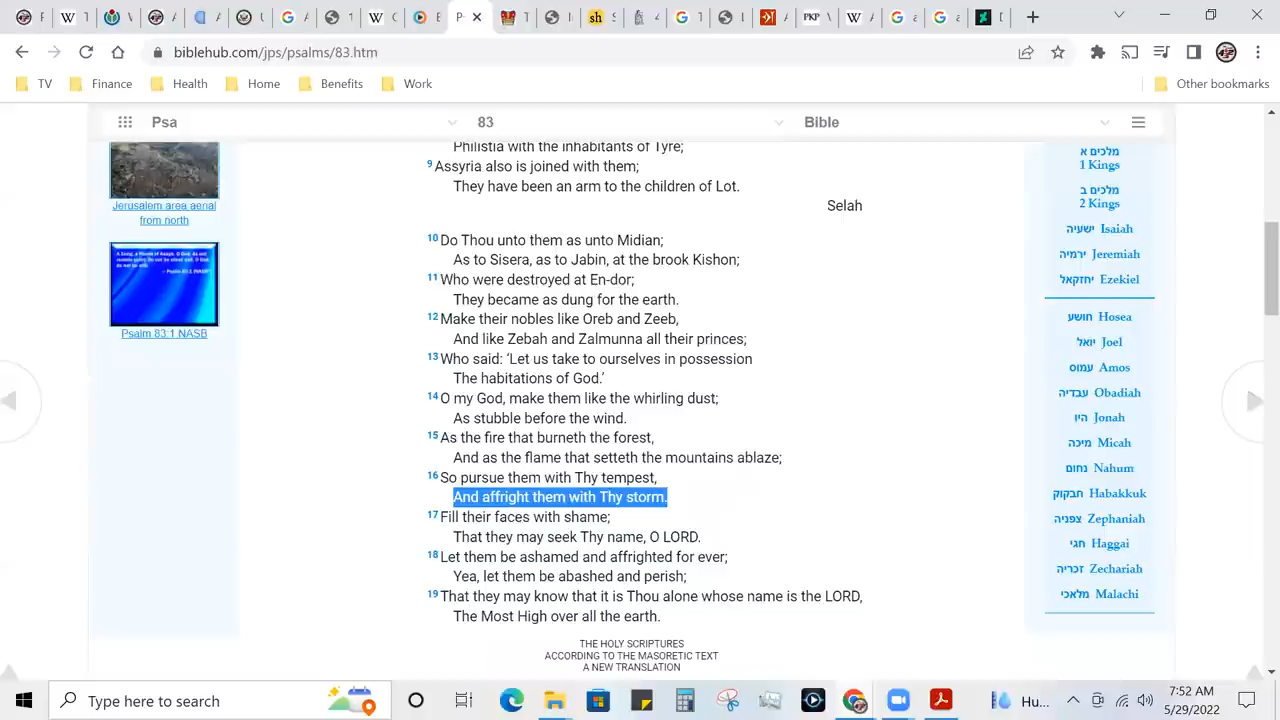 biblehub.com/jps/psalms/83.htm
TV Finance Health Home Benefits Work Other bookmarks
Psa 83 Bible
Philistia with the inhabitants of Tyre;
9 Assyria also is joined with them;
They have been an arm to the children of Lot.
Selah
10 Do Thou unto them as unto Midian;
As to Sisera, as to Jabin, at the brook Kishon;
11 Who were destroyed at En-dor;
They became as dung for the earth.
12 Make their nobles like Oreb and Zeeb,
And like Zebah and Zalmunna all their princes;
13 Who said: ‘Let us take to ourselves in possession
The habitations of God.’
14 O my God, make them like the whirling dust;
As stubble before the wind.
15 As the fire that burneth the forest,
And as the flame that setteth the mountains ablaze;
16 So pursue them with Thy tempest,
And affright them with Thy storm.
17 Fill their faces with shame;
That they may seek Thy name, O LORD.
18 Let them be ashamed and affrighted for ever;
Yea, let them be abashed and perish;
19 That they may know that it is Thou alone whose name is the LORD,
The Most High over all the earth.
THE HOLY SCRIPTURES
ACCORDING TO THE MASORETIC TEXT
A NEW TRANSLATION
Jerusalem area aerial
from north
Psalm 83:1 NASB
מלכים א
1 Kings
מלכים ב
2 Kings
ישעיה Isaiah
ירמיה Jeremiah
יחזקאל Ezekiel
הושע Hosea
יואל Joel
עמוס Amos
עבדיה Obadiah
Jonah
מיכה Micah
נחום Nahum
חבקוק Habakkuk
צפניה Zephaniah
חגי Haggai
זכריה Zechariah
מלאכי Malachi
Type here to search
Hu...
7:52 AM
5/29/2022